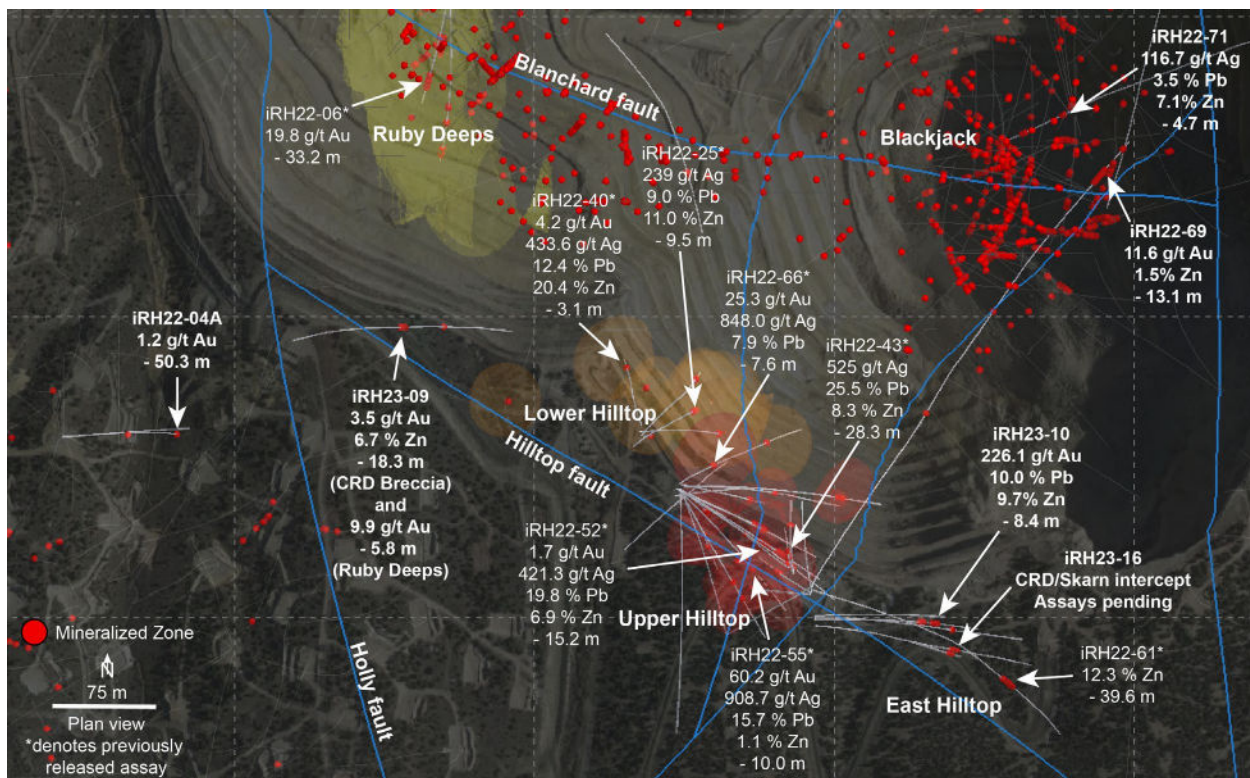 iRH22-71
116.7 g/t Ag
3.5 % Pb
7.1% Zn
- 4.7 m
Blanchard fault
iRH22-06*
19.8 g/t Au
- 33.2 m
Ruby Deeps
Blackjack
iRH22-25*
239 g/t Ag
9.0 % Pb
11.0 % Zn
- 9.5 m
iRH22-40*
4.2 g/t Au
433.6 g/t Ag
12.4 % Pb
20.4 % Zn
- 3.1 m
iRH22-69
11.6 g/t Au
1.5% Zn
- 13.1 m
iRH22-66*
25.3 g/t Au
848.0 g/t Ag
7.9 % Pb
- 7.6 m
iRH22-04A
1.2 g/t Au
- 50.3 m
iRH22-43*
525 g/t Ag
25.5 % Pb
8.3 % Zn
- 28.3 m
iRH23-09
3.5 g/t Au
6.7 % Zn
- 18.3 m
(CRD Breccia)
and
9.9 g/t Au
- 5.8 m
(Ruby Deeps)
Lower Hilltop
Hilltop fault
iRH23-10
226.1 g/t Au
10.0 % Pb
9.7% Zn
- 8.4 m
iRH22-52*
1.7 g/t Au
421.3 g/t Ag
19.8 % Pb
6.9 % Zn
- 15.2 m
iRH23-16
CRD/Skarn intercept
Assays pending
Upper Hilltop
iRH22-55*
60.2 g/t Au
908.7 g/t Ag
15.7 % Pb
1.1 % Zn
- 10.0 m
iRH22-61*
12.3 % Zn
- 39.6 m
East Hilltop
Holly fault
Mineralized Zone
N
75 m
Plan view
*denotes previously
released assay